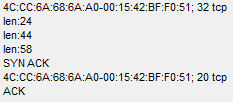 4C:CC:6A:68:6A:A0-00:15:42:BF:F0:51; 32 tcp
len:24
len:44
len:58
SYN ACK
4C:CC:6A:68:6A:A0-00:15:42:BF:F0:51; 20 tcp
ACK